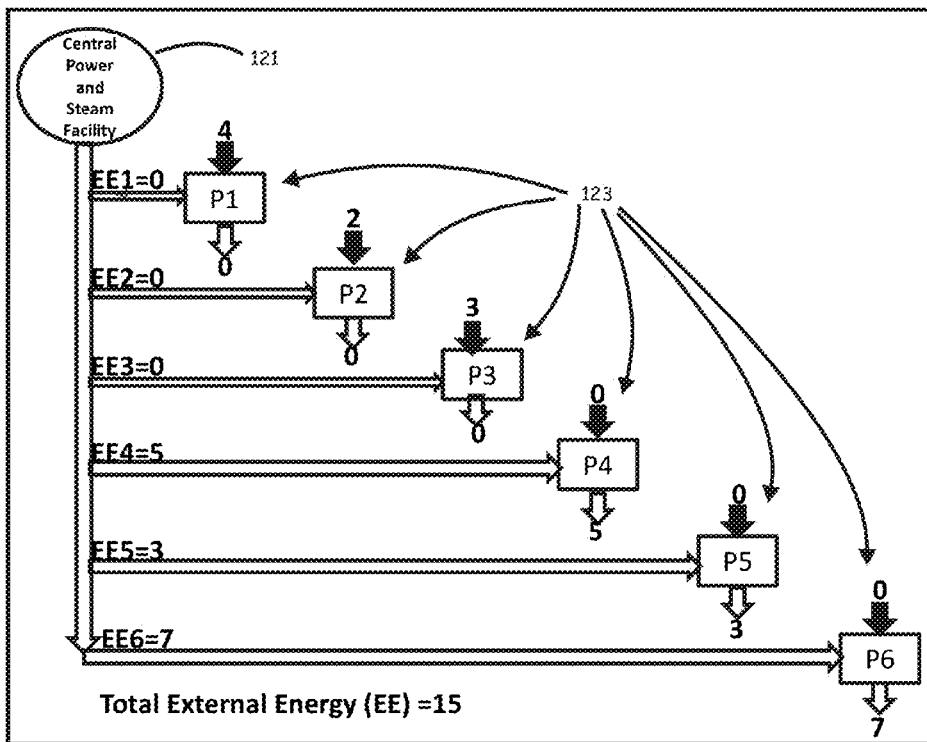 Central
Power
and
Steam
Facility
121
4
EE1=0
P1
0
123
2
EE2=0
P2
0
3
EE3=0
P3
0
0
EE4=5
P4
5
0
EE5=3
P5
3
0
EE6=7
P6
7
Total External Energy (EE) =15